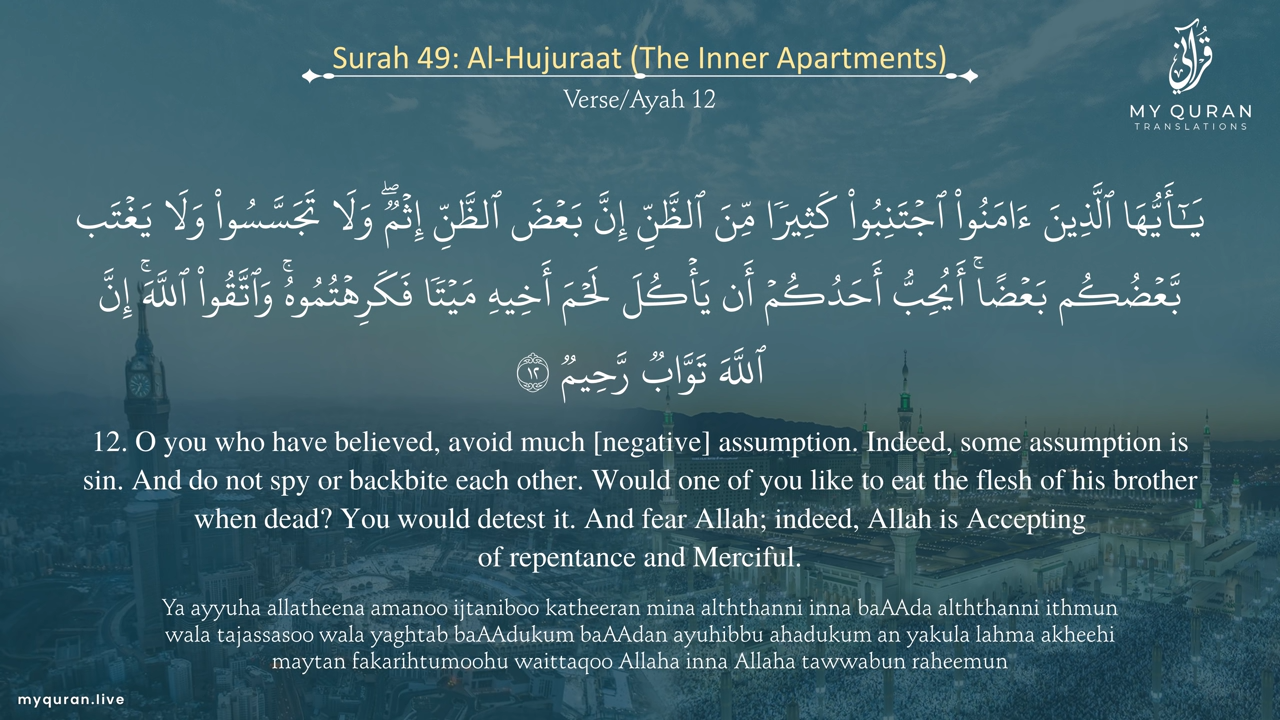 Surah 49: Al-Hujuraat (The Inner Apartments)
Verse/Ayah 12
قرآني
MY QURAN
TRANSLATIONS
يَـٰٓأَيُّهَا ٱلَّذِينَ ءَامَنُوا۟ ٱجْتَنِبُوا۟ كَثِيرًا مِّنَ ٱلظَّنِّ إِنَّ بَعْضَ ٱلظَّنِّ إِثْمٌ ۖ وَلَا تَجَسَّسُوا۟ وَلَا يَغْتَب
بَّعْضُكُم بَعْضًا ۚ أَيُحِبُّ أَحَدُكُمْ أَن يَأْكُلَ لَحْمَ أَخِيهِ مَيْتًا فَكَرِهْتُمُوهُ ۚ وَٱتَّقُوا۟ ٱللَّهَ ۚ إِنَّ
ٱللَّهَ تَوَّابٌ رَّحِيمٌ ١٢
12. O you who have believed, avoid much [negative] assumption. Indeed, some assumption is
sin. And do not spy or backbite each other. Would one of you like to eat the flesh of his brother
when dead? You would detest it. And fear Allah; indeed, Allah is Accepting
of repentance and Merciful.
Ya ayyuha allatheena amanoo ijtaniboo katheeran mina alththanni inna baAAda alththanni ithmun
wala tajassasoo wala yaghtab baAAdukum baAAdan ayuhibbu ahadukum an yakula lahma akheehi
maytan fakarihtumoohu waittaqoo Allaha inna Allaha tawwabun raheemun
myquran.live